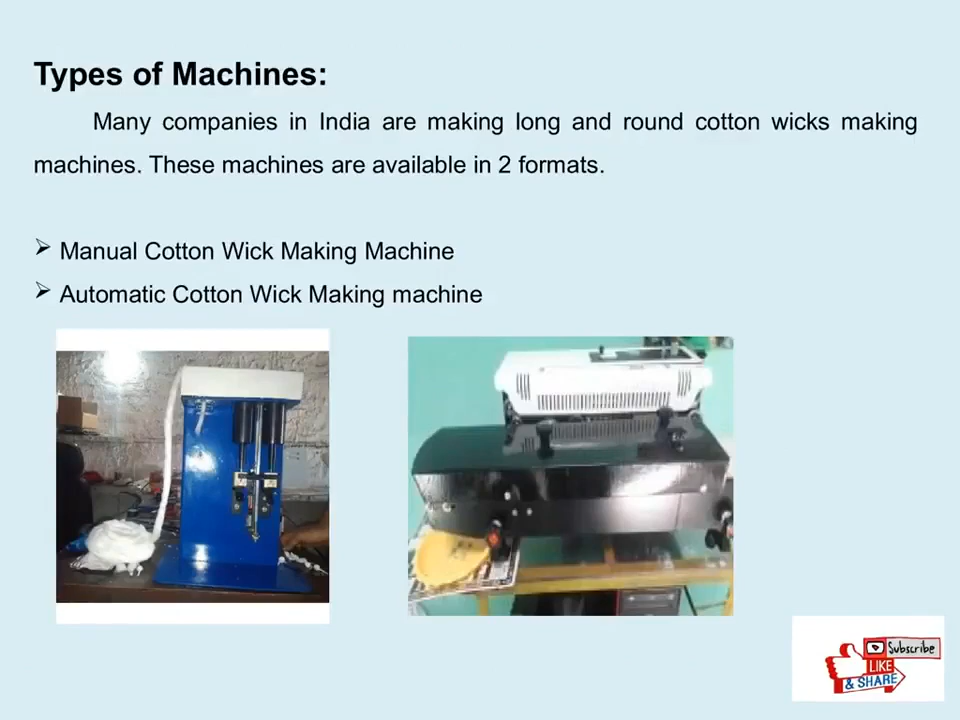 Types of Machines:
Many companies in India are making long and round cotton wicks making
machines. These machines are available in 2 formats.
➢ Manual Cotton Wick Making Machine
➢ Automatic Cotton Wick Making machine
Subscribe
LIKE
& SHARE